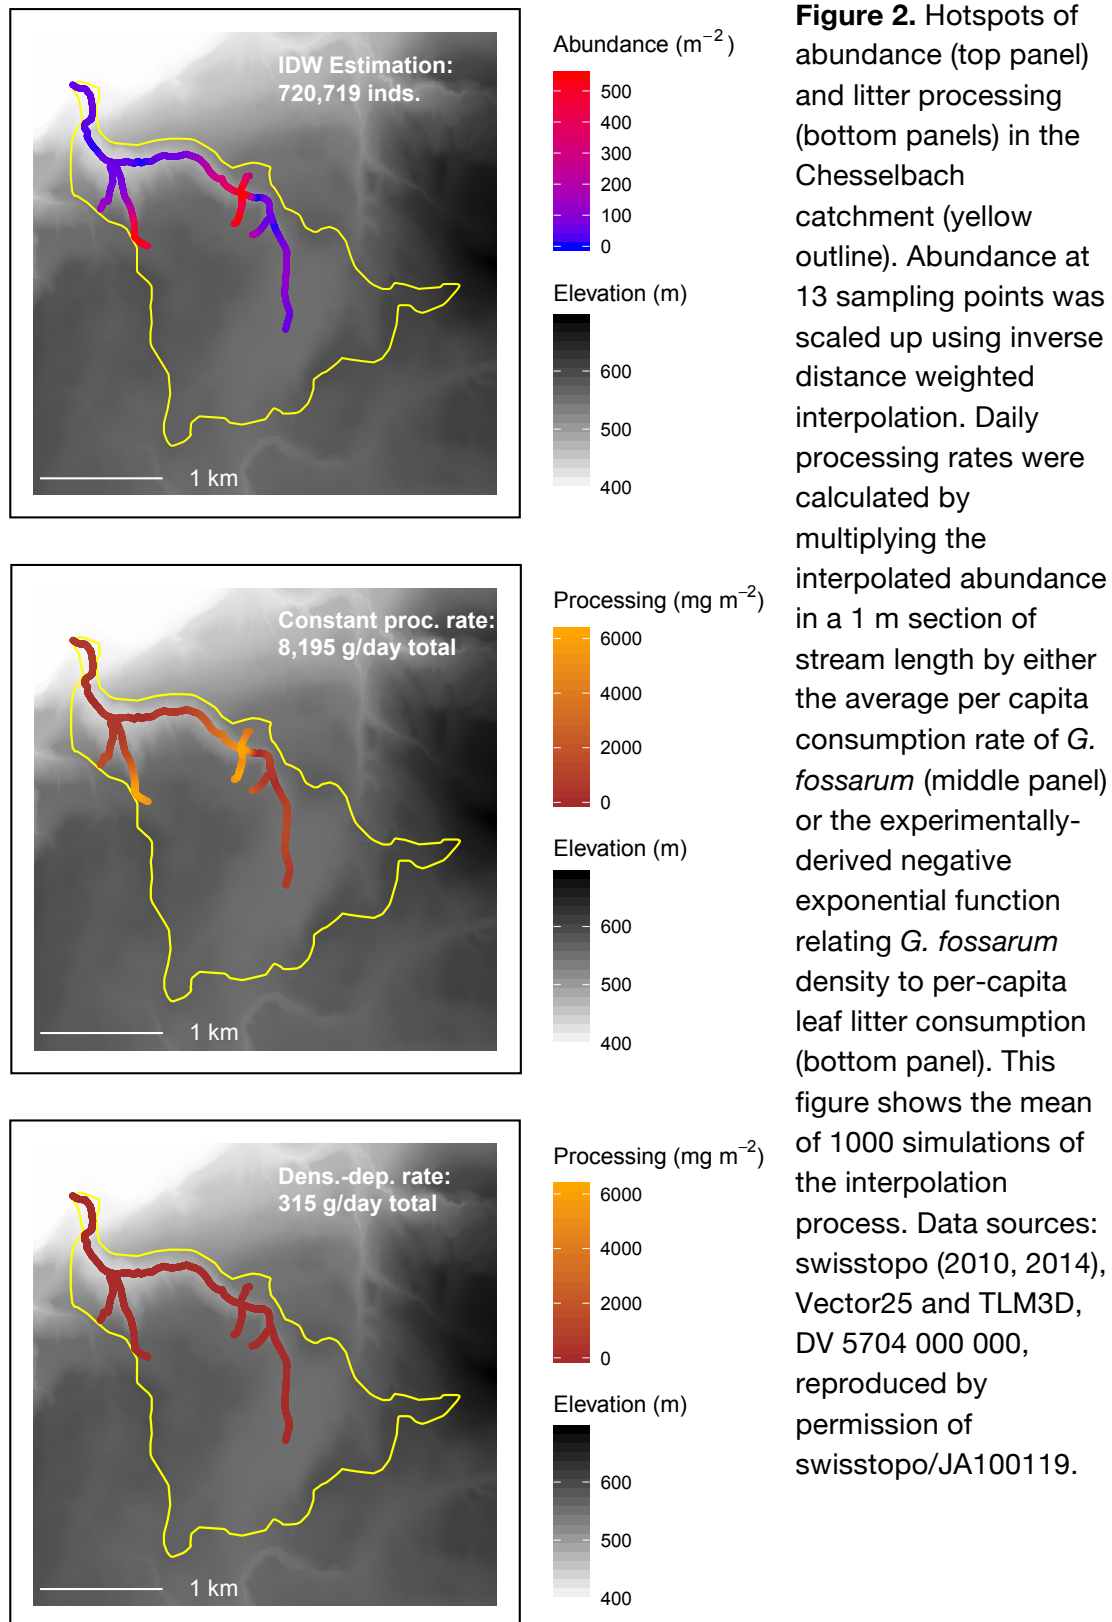 IDW Estimation:
720,719 inds.
1 km
Abundance (m⁻²)
500
400
300
200
100
0
Elevation (m)
600
500
400
Constant proc. rate:
8,195 g/day total
1 km
Processing (mg m⁻²)
6000
4000
2000
0
Elevation (m)
600
500
400
Dens.-dep. rate:
315 g/day total
1 km
Processing (mg m⁻²)
6000
4000
2000
0
Elevation (m)
600
500
400
Figure 2. Hotspots of
abundance (top panel)
and litter processing
(bottom panels) in the
Chesselbach
catchment (yellow
outline). Abundance at
13 sampling points was
scaled up using inverse
distance weighted
interpolation. Daily
processing rates were
calculated by
multiplying the
interpolated abundance
in a 1 m section of
stream length by either
the average per capita
consumption rate of G.
fossarum (middle panel)
or the experimentally-
derived negative
exponential function
relating G. fossarum
density to per-capita
leaf litter consumption
(bottom panel). This
figure shows the mean
of 1000 simulations of
the interpolation
process. Data sources:
swisstopo (2010, 2014),
Vector25 and TLM3D,
DV 5704 000 000,
reproduced by
permission of
swisstopo/JA100119.